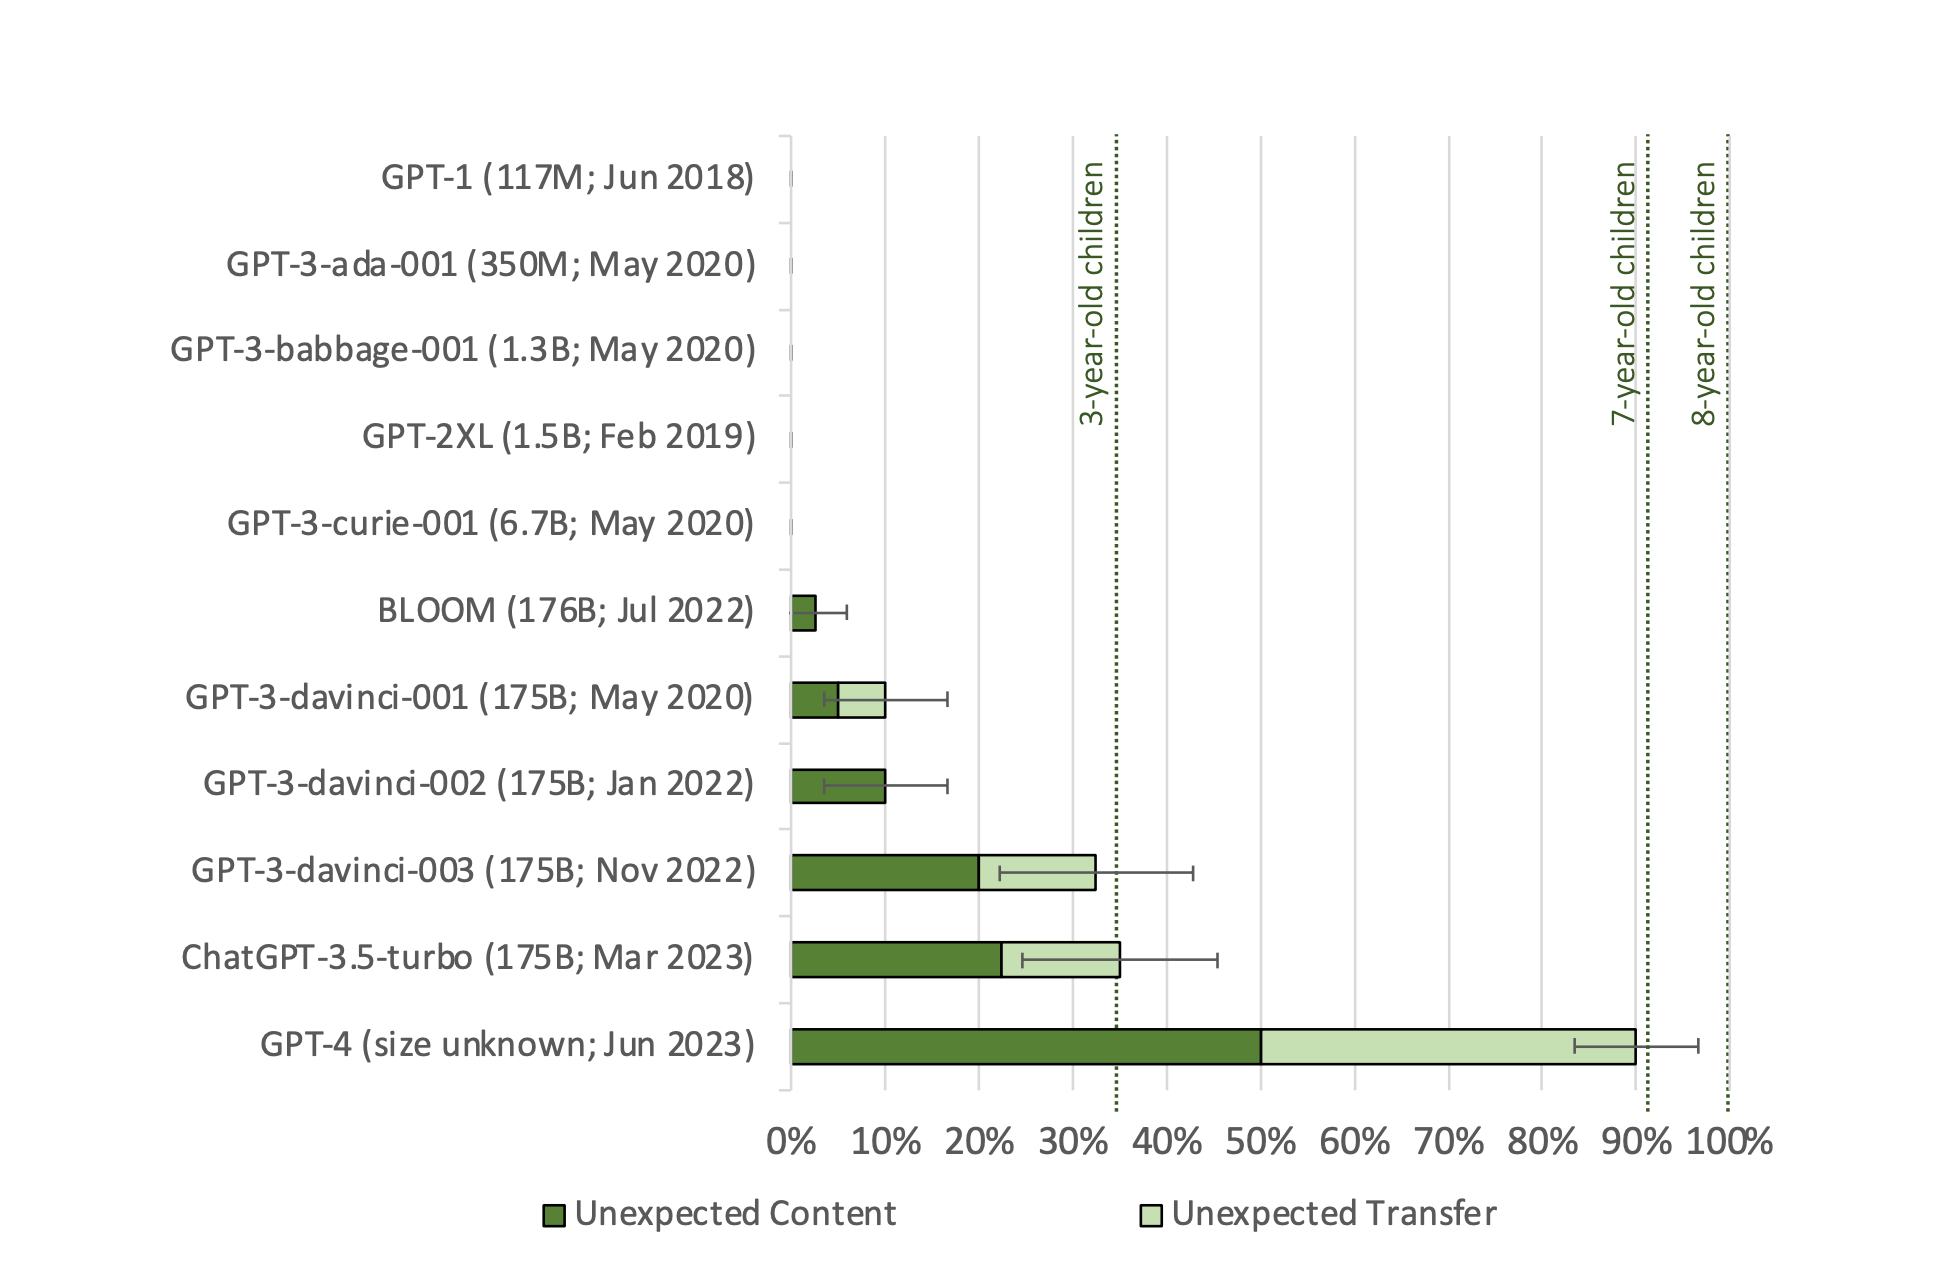 GPT-1 (117M; Jun 2018)
GPT-3-ada-001 (350M; May 2020)
GPT-3-babbage-001 (1.3B; May 2020)
GPT-2XL (1.5B; Feb 2019)
GPT-3-curie-001 (6.7B; May 2020)
BLOOM (176B; Jul 2022)
GPT-3-davinci-001 (175B; May 2020)
GPT-3-davinci-002 (175B; Jan 2022)
GPT-3-davinci-003 (175B; Nov 2022)
ChatGPT-3.5-turbo (175B; Mar 2023)
GPT-4 (size unknown; Jun 2023)
3-year-old children
7-year-old children
8-year-old children
0% 10% 20% 30% 40% 50% 60% 70% 80% 90% 100%
Unexpected Content Unexpected Transfer